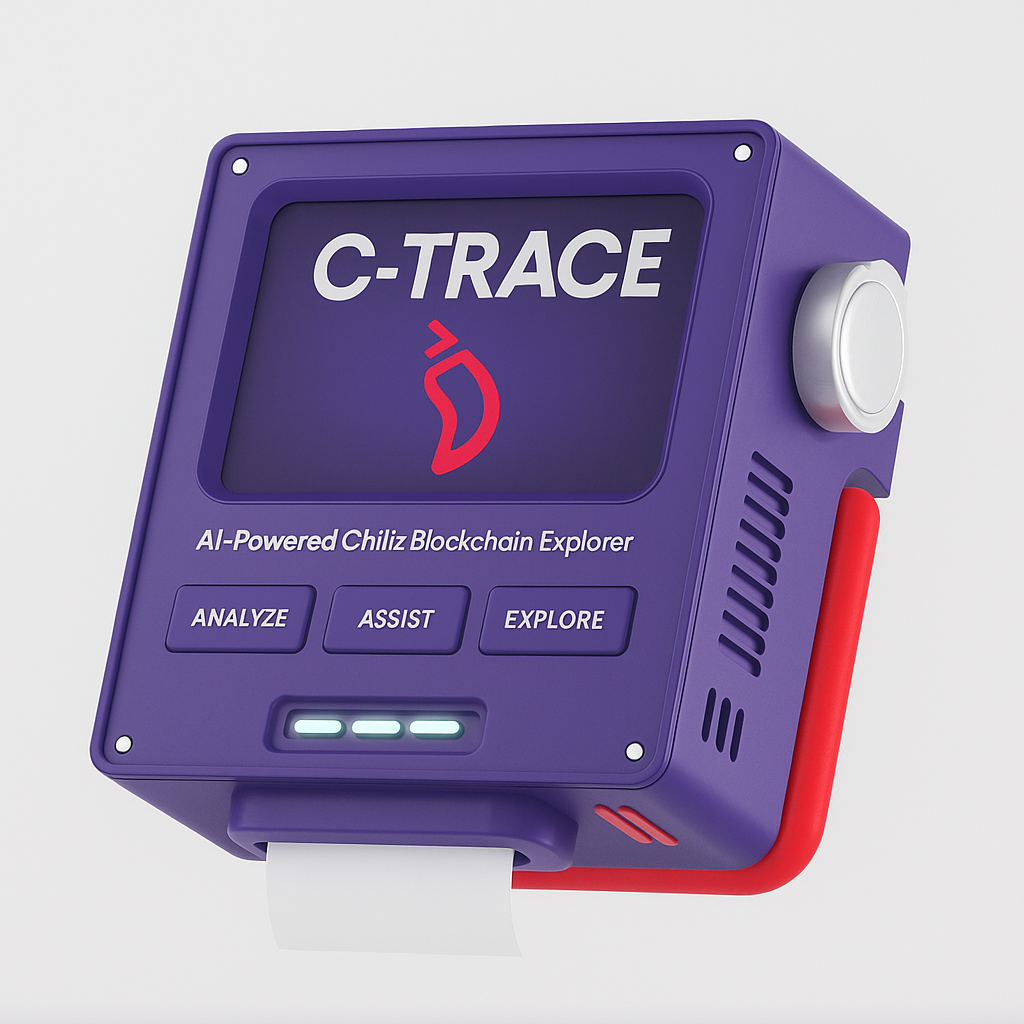 C-TRACE
AI-Powered Chiliz Blockchain Explorer
ANALYZE
ASSIST
EXPLORE